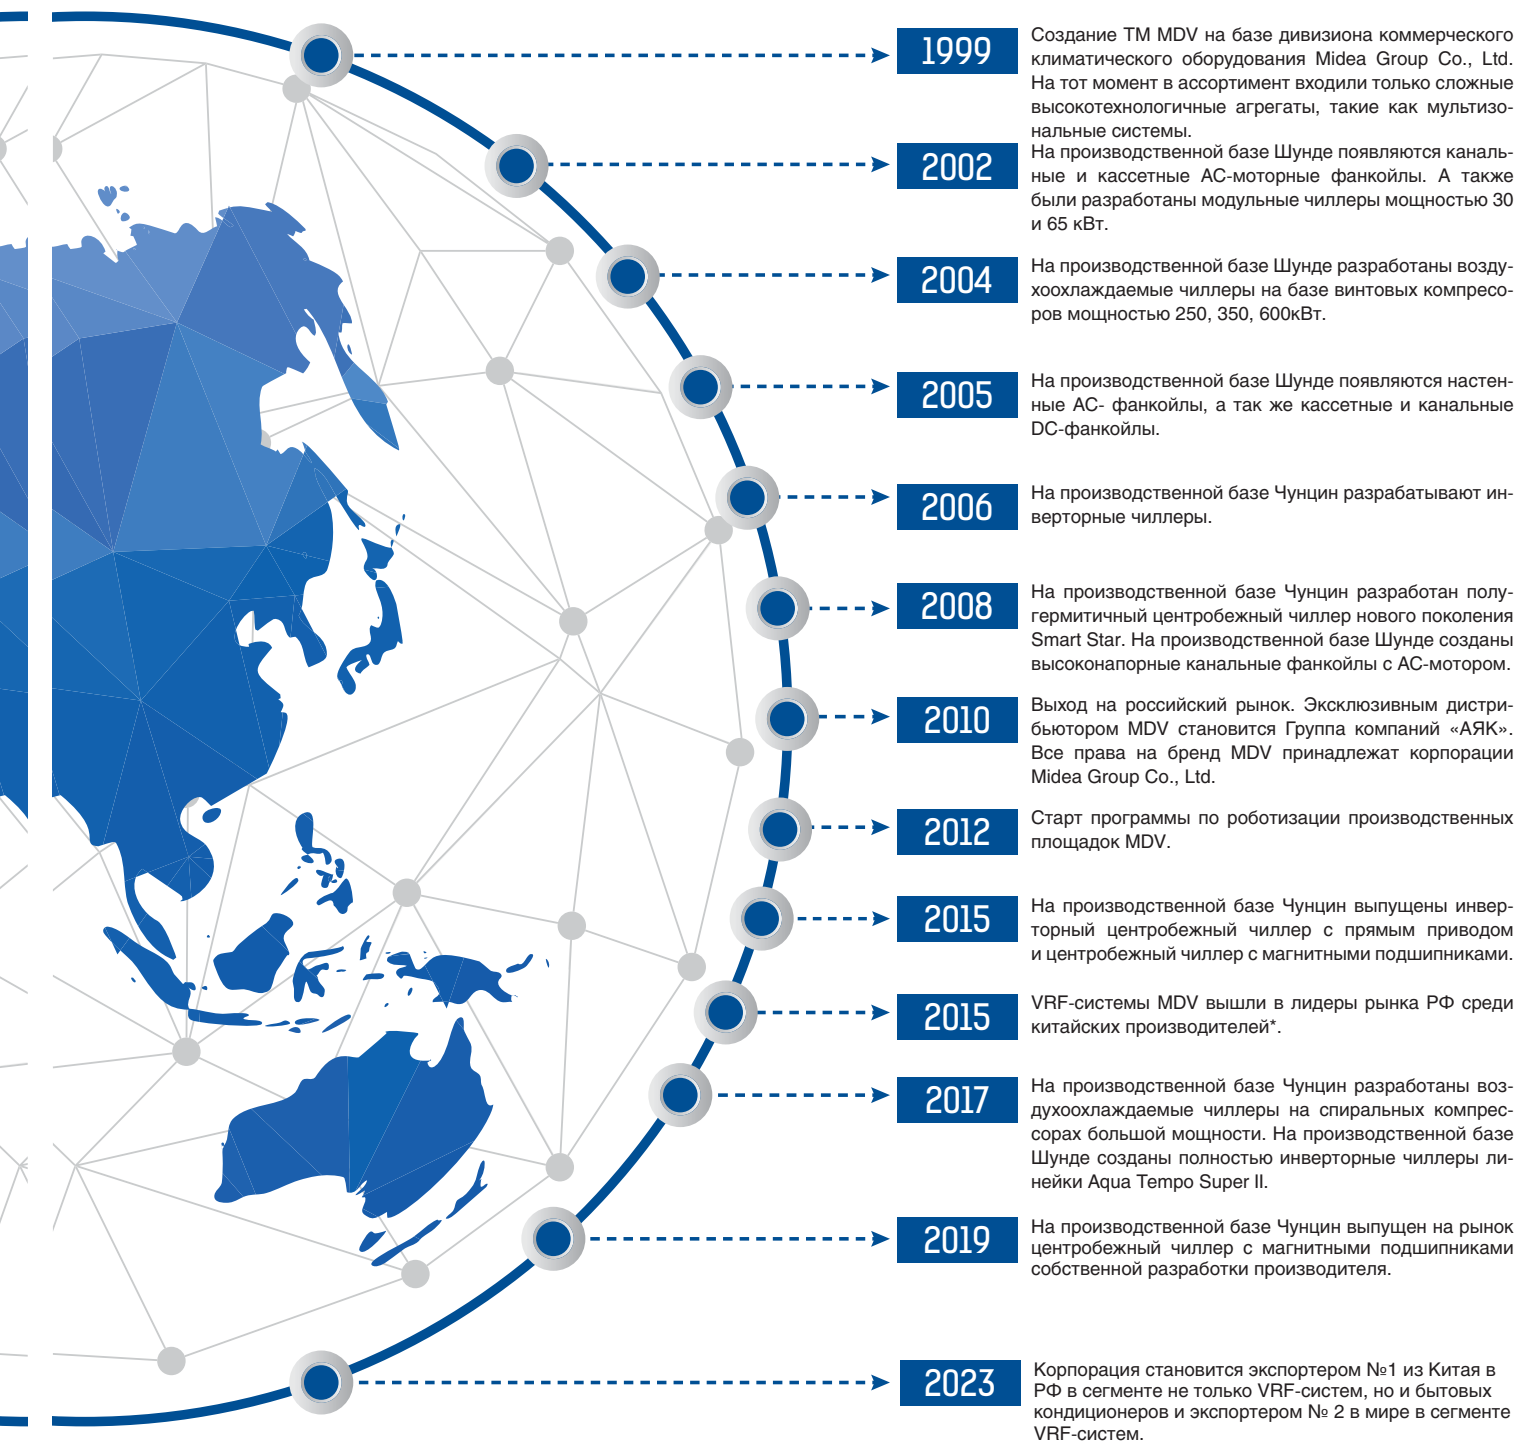 1999
Создание ТМ MDV на базе дивизиона коммерческого
климатического оборудования Midea Group Co., Ltd.
На тот момент в ассортимент входили только сложные
высокотехнологичные агрегаты, такие как мультизо-
нальные системы.
2002
На производственной базе Шунде появляются каналь-
ные и кассетные АС-моторные фанкойлы. А также
были разработаны модульные чиллеры мощностью 30
и 65 кВт.
2004
На производственной базе Шунде разработаны возду-
хоохлаждаемые чиллеры на базе винтовых компресо-
ров мощностью 250, 350, 600кВт.
2005
На производственной базе Шунде появляются настен-
ные АС- фанкойлы, а так же кассетные и канальные
DC-фанкойлы.
2006
На производственной базе Чунцин разрабатывают ин-
верторные чиллеры.
2008
На производственной базе Чунцин разработан полу-
гермитичный центробежный чиллер нового поколения
Smart Star. На производственной базе Шунде созданы
высоконапорные канальные фанкойлы с АС-мотором.
2010
Выход на российский рынок. Эксклюзивным дистри-
бьютором MDV становится Группа компаний «АЯК».
Все права на бренд MDV принадлежат корпорации
Midea Group Co., Ltd.
2012
Старт программы по роботизации производственных
площадок MDV.
2015
На производственной базе Чунцин выпущены инвер-
торный центробежный чиллер с прямым приводом
и центробежный чиллер с магнитными подшипниками.
2015
VRF-системы MDV вышли в лидеры рынка РФ среди
китайских производителей*.
2017
На производственной базе Чунцин разработаны воз-
духоохлаждаемые чиллеры на спиральных компрес-
сорах большой мощности. На производственной базе
Шунде созданы полностью инверторные чиллеры ли-
нейки Aqua Tempo Super II.
2019
На производственной базе Чунцин выпущен на рынок
центробежный чиллер с магнитными подшипниками
собственной разработки производителя.
2023
Корпорация становится экспортером №1 из Китая в
РФ в сегменте не только VRF-систем, но и бытовых
кондиционеров и экспортером № 2 в мире в сегменте
VRF-систем.